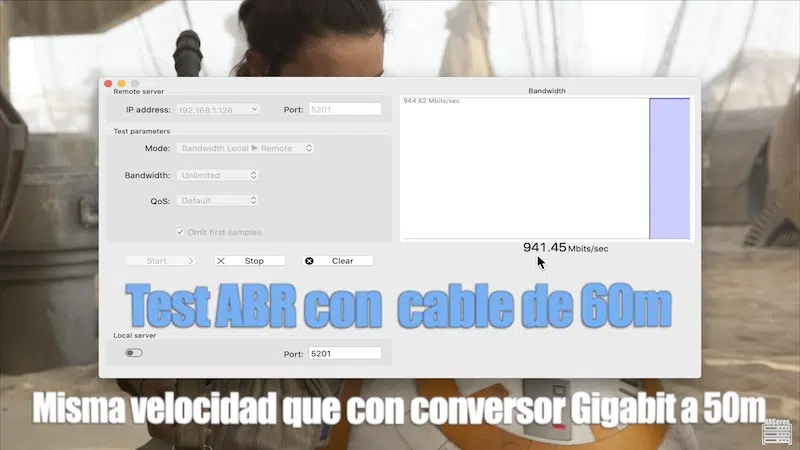 Remote server
IP address: 192.168.1.128 Port: 5201
Test parameters
Mode: Bandwidth Local ▶ Remote
Bandwidth: Unlimited
QoS: Default
Omit first samples
Start Stop Clear
Bandwidth
944.82 Mbits/sec
941.45 Mbits/sec
Test ABR con cable de 60m
Local server
Port: 5201
Misma velocidad que con conversor Gigabit a 50m
NASeros